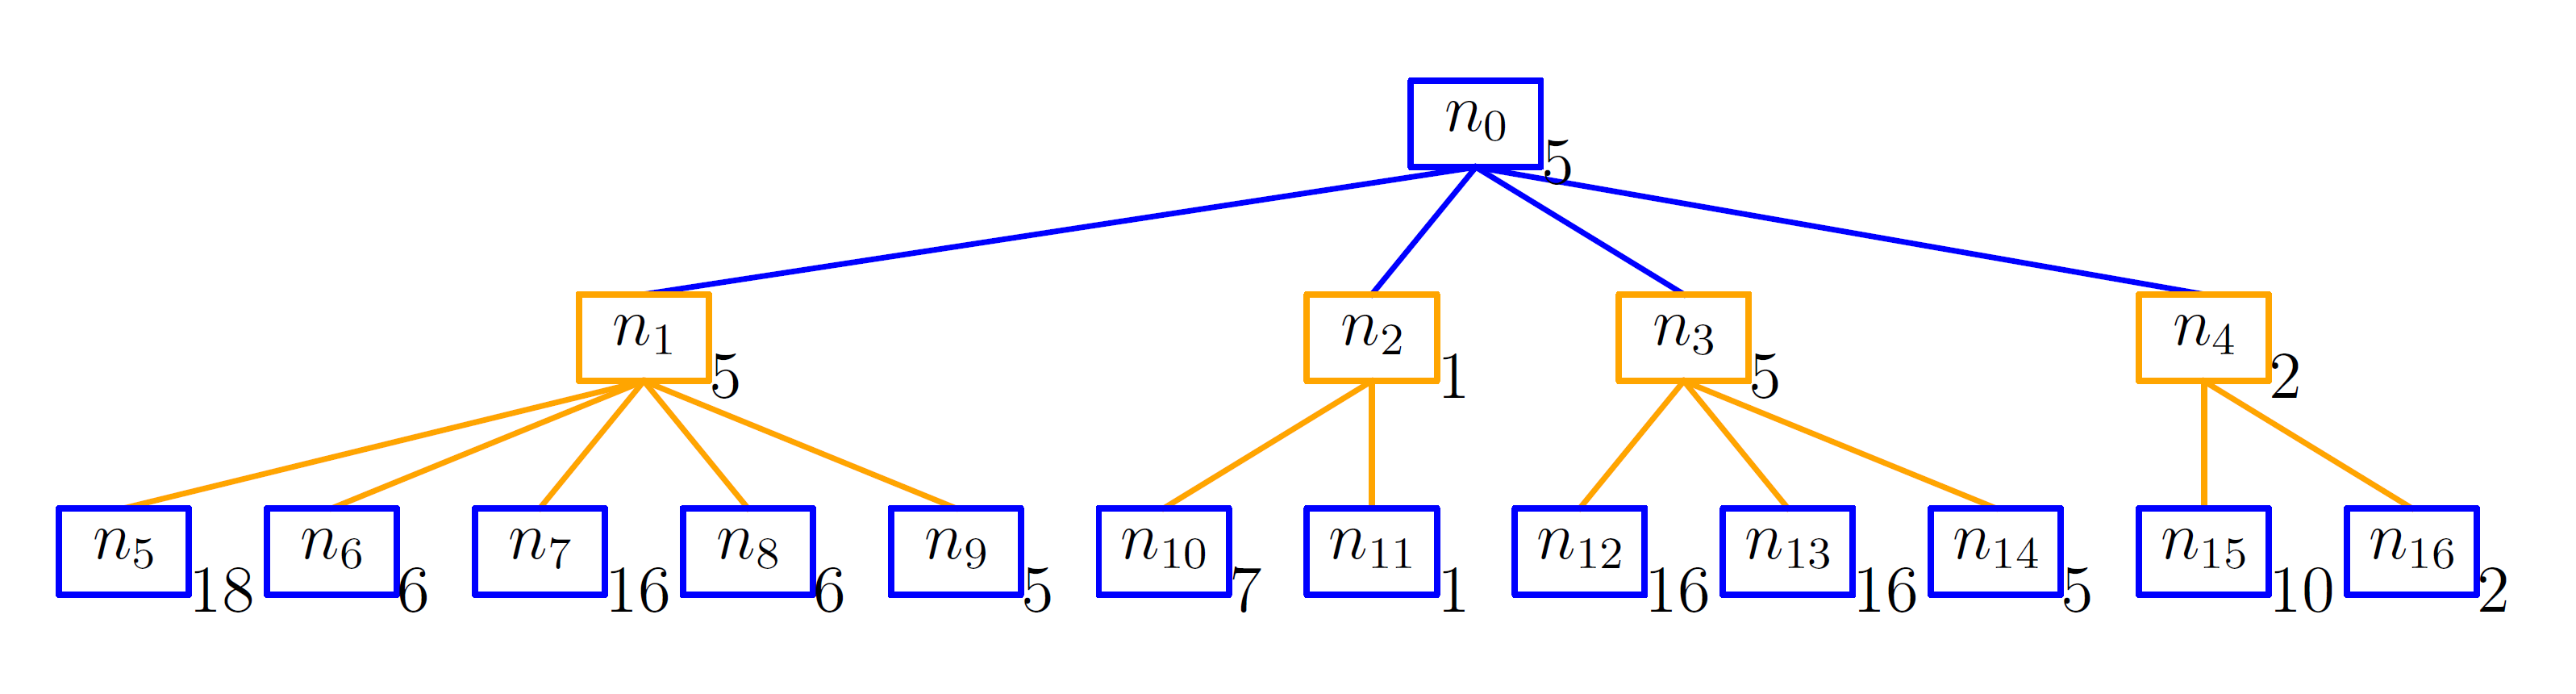 n₀ 5
n₁ 5 n₂ 1 n₃ 5 n₄ 2
n₅ 18 n₆ 6 n₇ 16 n₈ 6 n₉ 5 n₁₀ 7 n₁₁ 1 n₁₂ 16 n₁₃ 16 n₁₄ 5 n₁₅ 10 n₁₆ 2